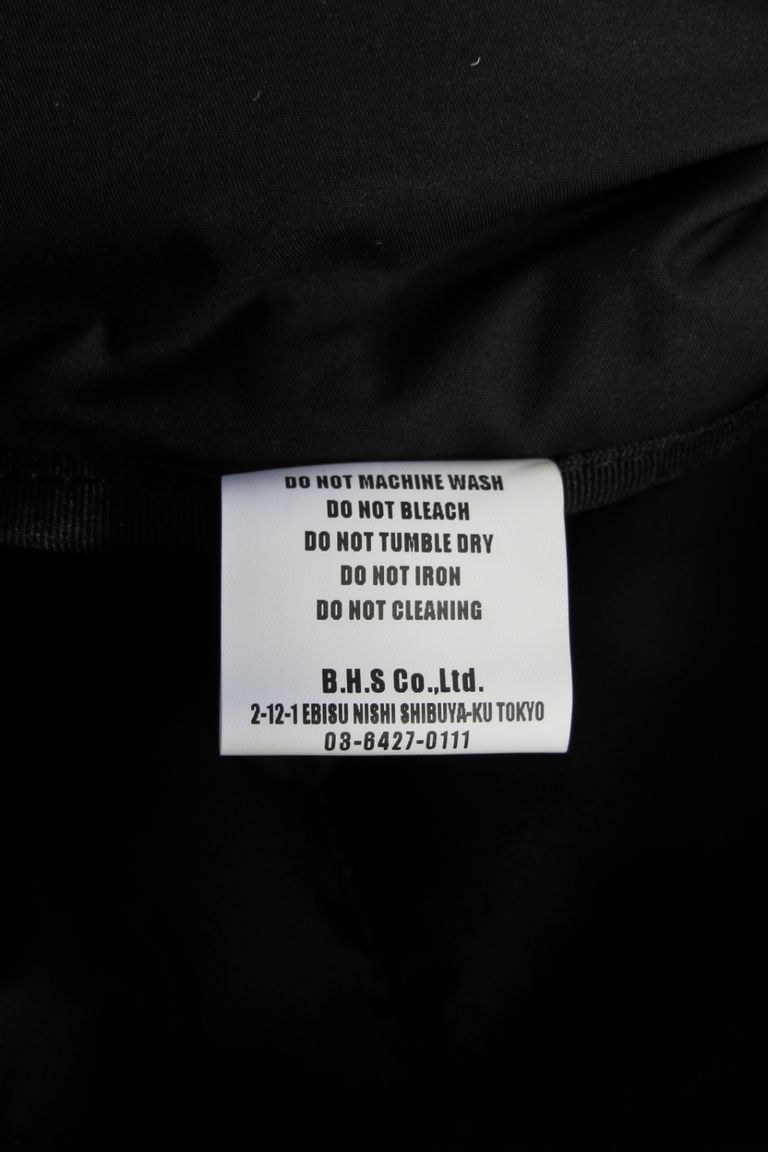 DO NOT MACHINE WASH
DO NOT BLEACH
DO NOT TUMBLE DRY
DO NOT IRON
DO NOT CLEANING
B.H.S Co.,Ltd.
2-12-1 EBISU NISHI SHIBUYA-KU TOKYO
03-6427-0111